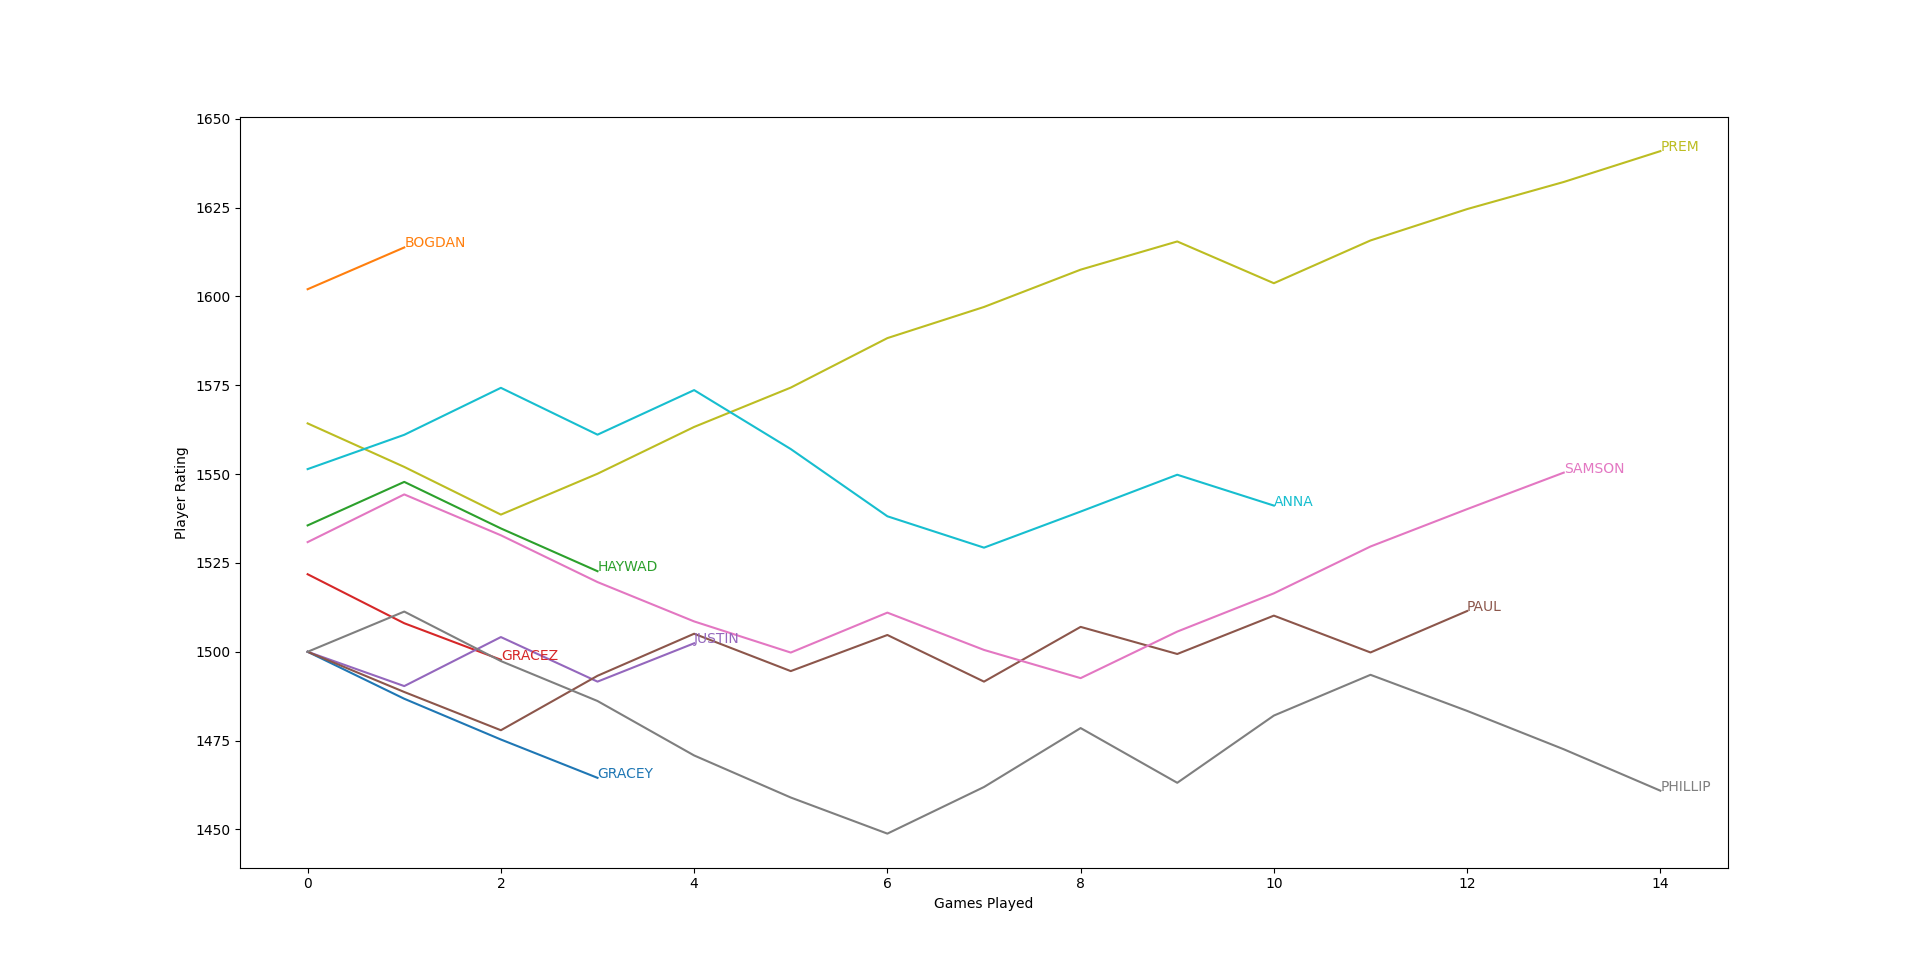 1650
PREM
1625
BOGDAN
1600
1575
1550
SAMSON
ANNA
1525
HAYWAD
PAUL
JUSTIN
1500
GRACEZ
1475
GRACEY
PHILLIP
1450
Player Rating
0 2 4 6 8 10 12 14
Games Played